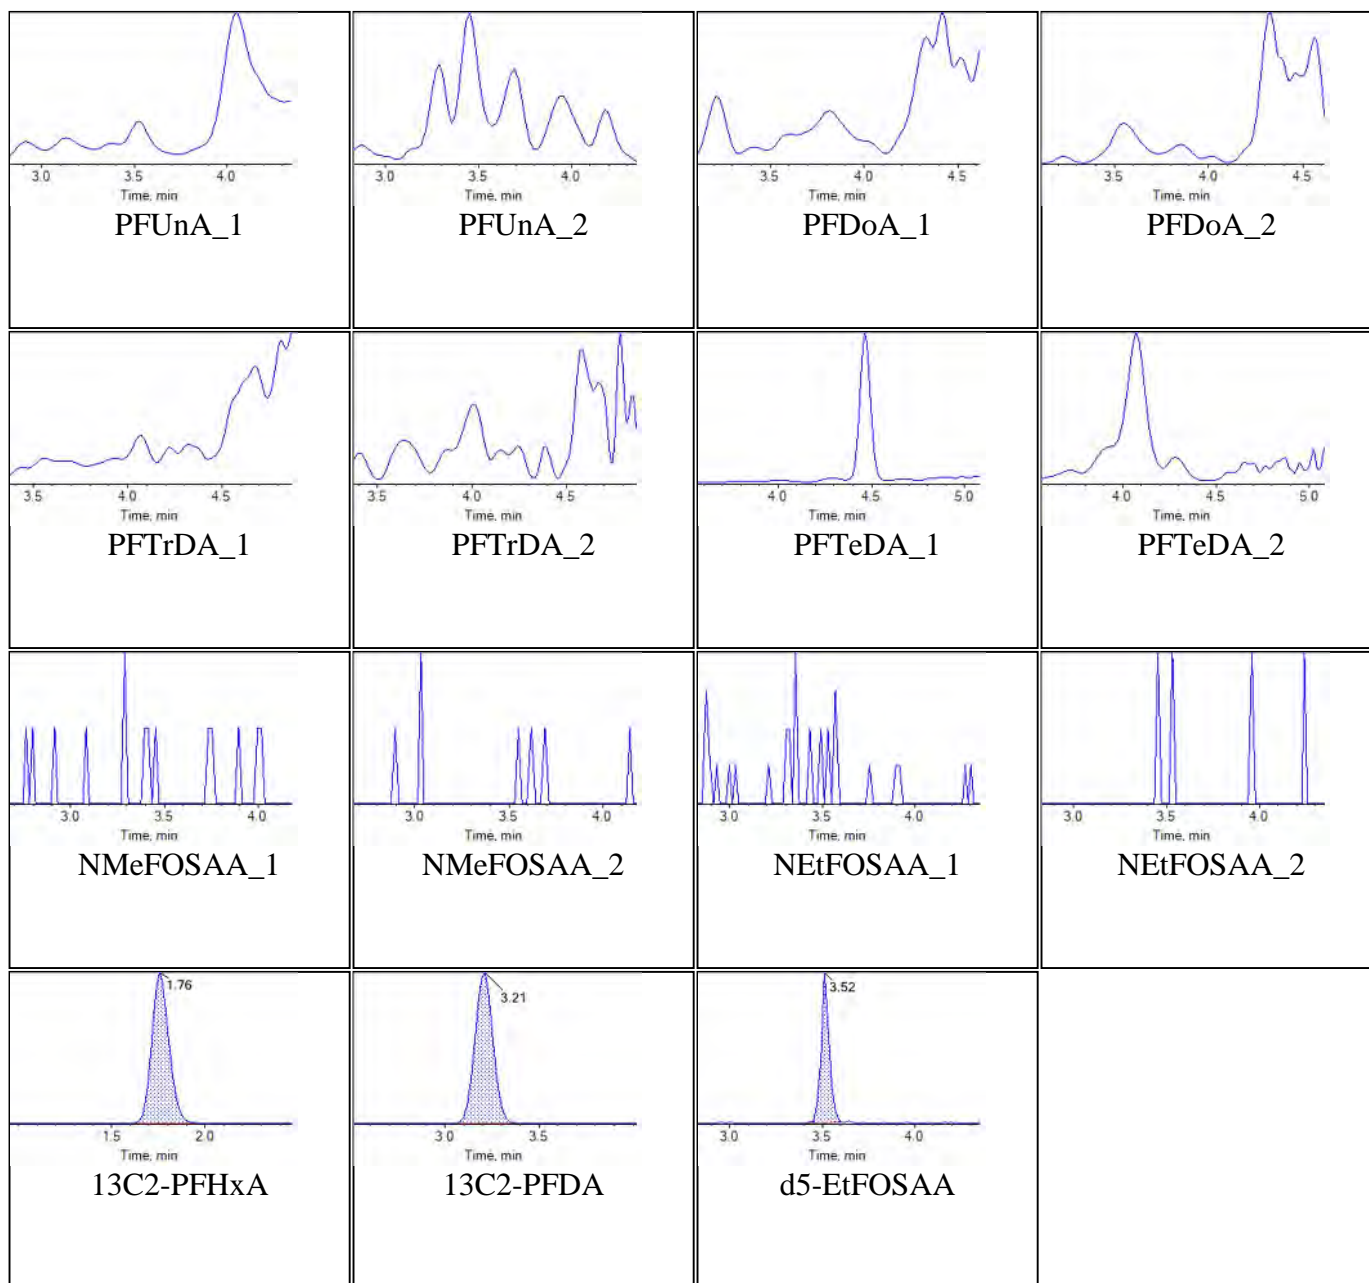 3.0 3.5 4.0
Time, min
PFUnA_1
3.0 3.5 4.0
Time, min
PFUnA_2
3.5 4.0 4.5
Time, min
PFDoA_1
3.5 4.0 4.5
Time, min
PFDoA_2
3.5 4.0 4.5
Time, min
PFTrDA_1
3.5 4.0 4.5
Time, min
PFTrDA_2
4.0 4.5 5.0
Time, min
PFTeDA_1
4.0 4.5 5.0
Time, min
PFTeDA_2
3.0 3.5 4.0
Time, min
NMeFOSAA_1
3.0 3.5 4.0
Time, min
NMeFOSAA_2
3.0 3.5 4.0
Time, min
NEtFOSAA_1
3.0 3.5 4.0
Time, min
NEtFOSAA_2
1.76
1.5 2.0
Time, min
13C2-PFHxA
3.21
3.0 3.5
Time, min
13C2-PFDA
3.52
3.0 3.5 4.0
Time, min
d5-EtFOSAA